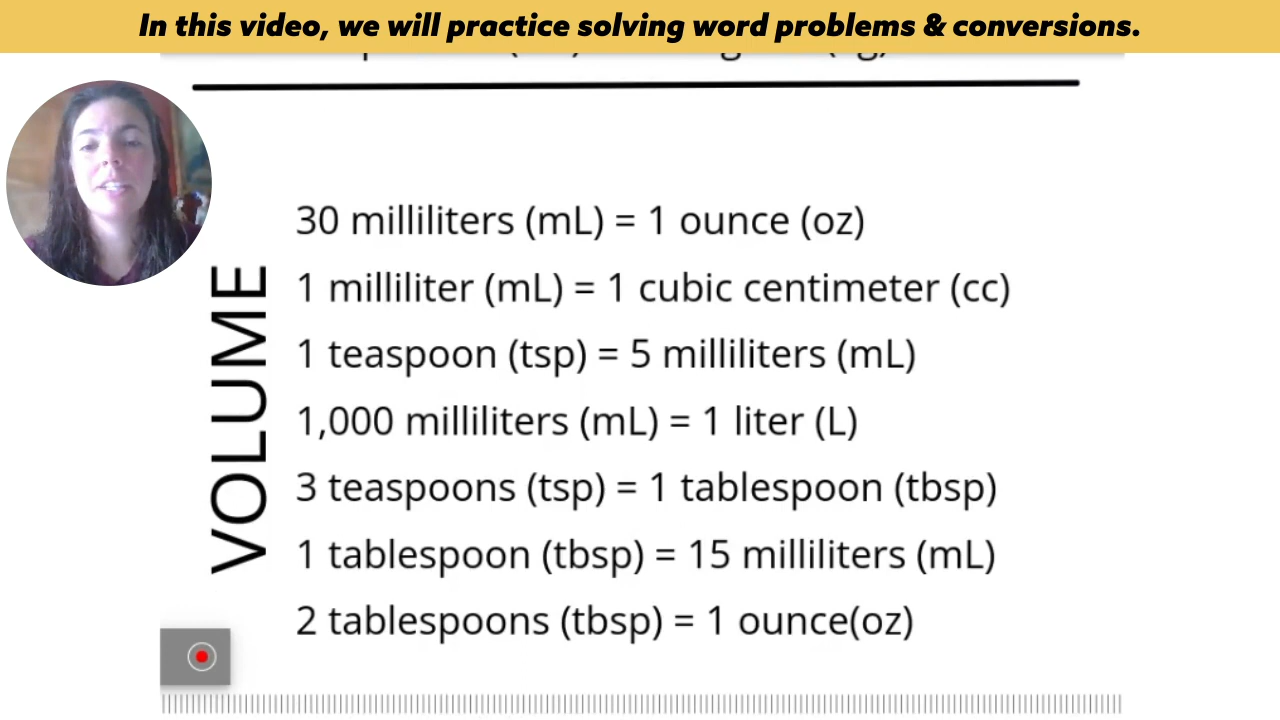 In this video, we will practice solving word problems & conversions.
VOLUME
30 milliliters (mL) = 1 ounce (oz)
1 milliliter (mL) = 1 cubic centimeter (cc)
1 teaspoon (tsp) = 5 milliliters (mL)
1,000 milliliters (mL) = 1 liter (L)
3 teaspoons (tsp) = 1 tablespoon (tbsp)
1 tablespoon (tbsp) = 15 milliliters (mL)
2 tablespoons (tbsp) = 1 ounce(oz)